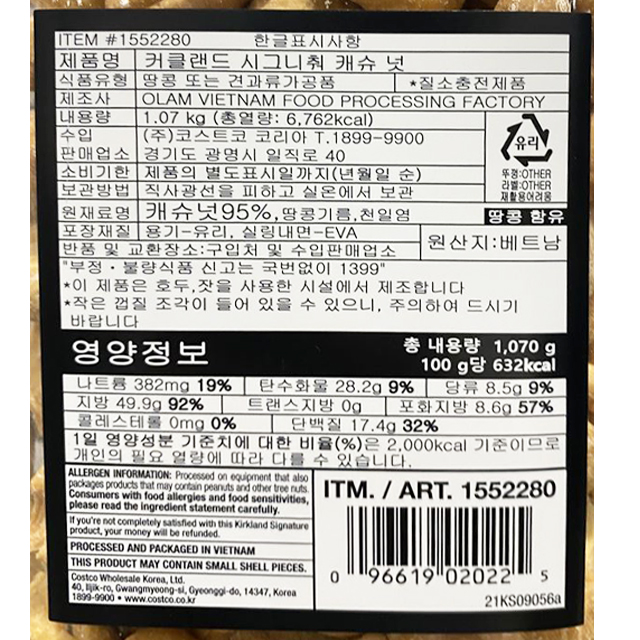 ITEM #1552280 한글표시사항
제품명 커클랜드 시그니춰 캐슈 넛
식품유형 땅콩 또는 견과류가공품 *질소충전제품
제조사 OLAM VIETNAM FOOD PROCESSING FACTORY
내용량 1.07 kg (총열량: 6,762kcal)
수입 (주)코스트코 코리아 T.1899-9900
판매업소 경기도 광명시 일직로 40
소비기한 제품의 별도표시일까지(년월일 순)
보관방법 직사광선을 피하고 실온에서 보관
유리
뚜껑:OTHER
라벨:OTHER
재활용어려움
원재료명 캐슈넛95%,땅콩기름,천일염
땅콩 함유
포장재질 용기-유리, 실링내면-EVA
반품 및 교환장소:구입처 및 수입판매업소
원산지:베트남
"부정·불량식품 신고는 국번없이 1399"
*이 제품은 호두,잣을 사용한 시설에서 제조합니다
*작은 껍질 조각이 들어 있을 수 있으니, 주의하여 드시기
바랍니다
영양정보
총 내용량 1,070 g
100 g당 632kcal
나트륨 382mg 19% 탄수화물 28.2g 9% 당류 8.5g 9%
지방 49.9g 92% 트랜스지방 0g 포화지방 8.6g 57%
콜레스테롤 0mg 0% 단백질 17.4g 32%
1일 영양성분 기준치에 대한 비율(%)은 2,000kcal 기준이므로
개인의 필요 열량에 따라 다를 수 있습니다.
ALLERGEN INFORMATION: Processed on equipment that also
packages products that may contain peanuts and other tree nuts.
Consumers with food allergies and food sensitivities,
please read the ingredient statement carefully.
If you're not completely satisfied with this Kirkland Signature
product, your money will be refunded.
PROCESSED AND PACKAGED IN VIETNAM
THIS PRODUCT MAY CONTAIN SMALL SHELL PIECES.
Costco Wholesale Korea, Ltd.
40, Iljik-ro, Gwangmyeong-si, Gyeonggi-do, 14347, Korea
1899-9900 • www.costco.co.kr
ITM. / ART. 1552280
0 96619 02022 5
21KS09056a